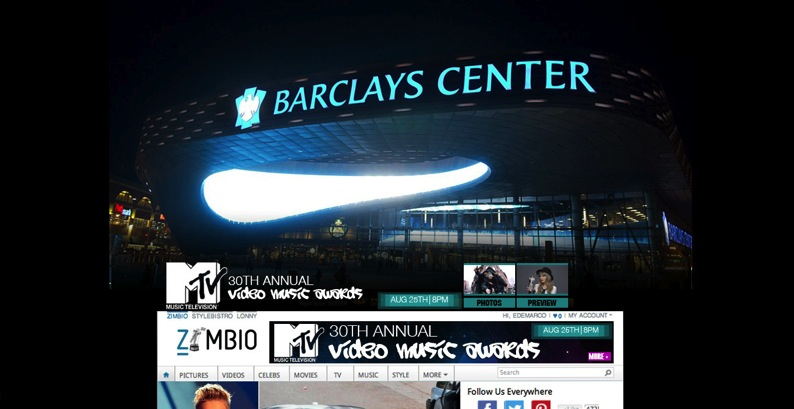 BARCLAYS CENTER
BARCLAYS
MTV
MUSIC TELEVISION
30TH ANNUAL
VIDEO MUSIC AWARDS
AUG 25TH | 8PM
PHOTOS
PREVIEW
ZIMBIO STYLEBISTRO LONNY
HI, EDEMARCO | ♥0 | MY ACCOUNT
ZIMBIO
MTV
MUSIC TELEVISION
30TH ANNUAL
VIDEO MUSIC AWARDS
AUG 25TH | 8PM
MORE
PICTURES VIDEOS CELEBS MOVIES TV MUSIC STYLE MORE
Search
Follow Us Everywhere